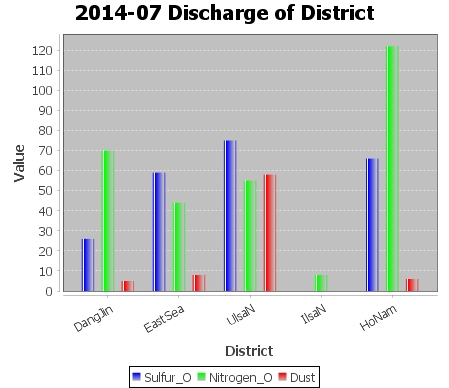 2014-07 Discharge of District
Value
120
110
100
90
80
70
60
50
40
30
20
10
0
DangJin
EastSea
UlsaN
IlsaN
HoNam
District
Sulfur_O Nitrogen_O Dust